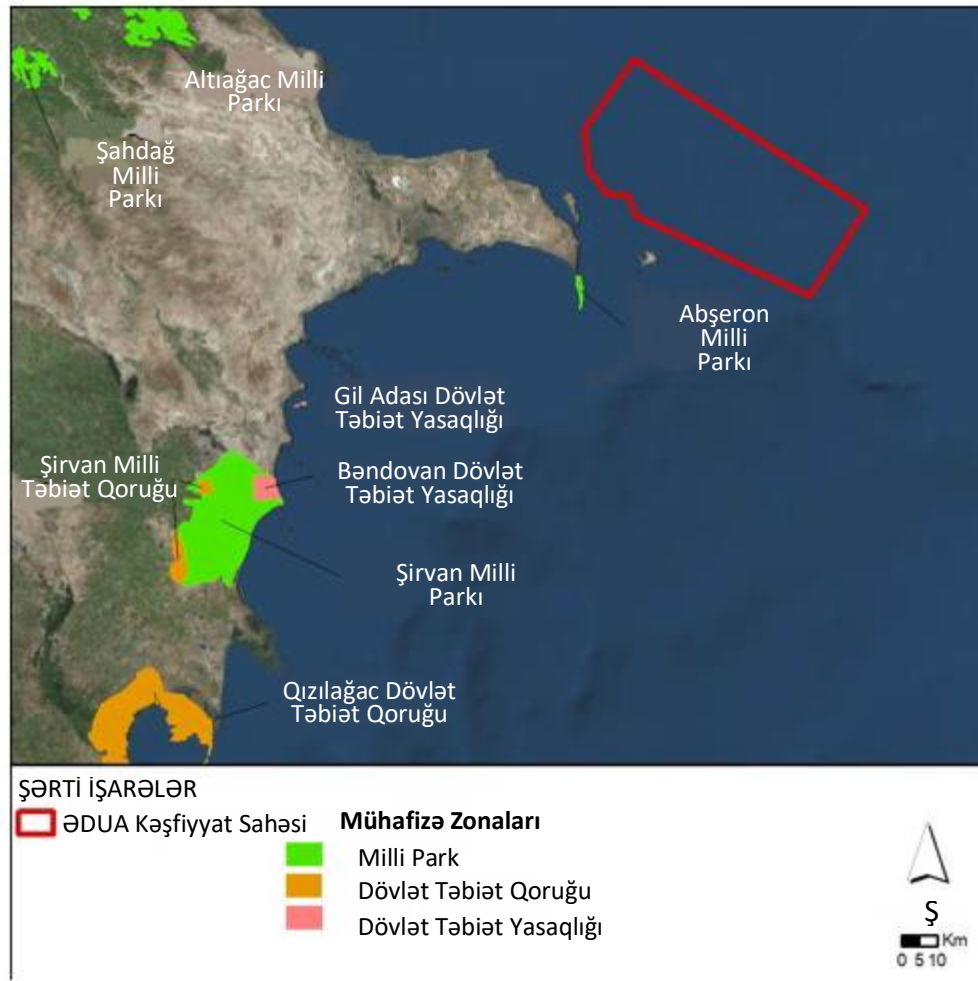 Altıağac Milli
Parkı
Şahdağ
Milli
Parkı
Abşeron
Milli
Parkı
Gil Adası Dövlət
Təbiət Yasaqlığı
Şirvan Milli
Təbiət Qoruğu
Bəndovan Dövlət
Təbiət Yasaqlığı
Şirvan Milli
Parkı
Qızılağac Dövlət
Təbiət Qoruğu
ŞƏRTİ İŞARƏLƏR
ƏDUA Kəşfiyyat Sahəsi
Mühafizə Zonaları
Milli Park
Dövlət Təbiət Qoruğu
Dövlət Təbiət Yasaqlığı
Ş
Km
0 5 10